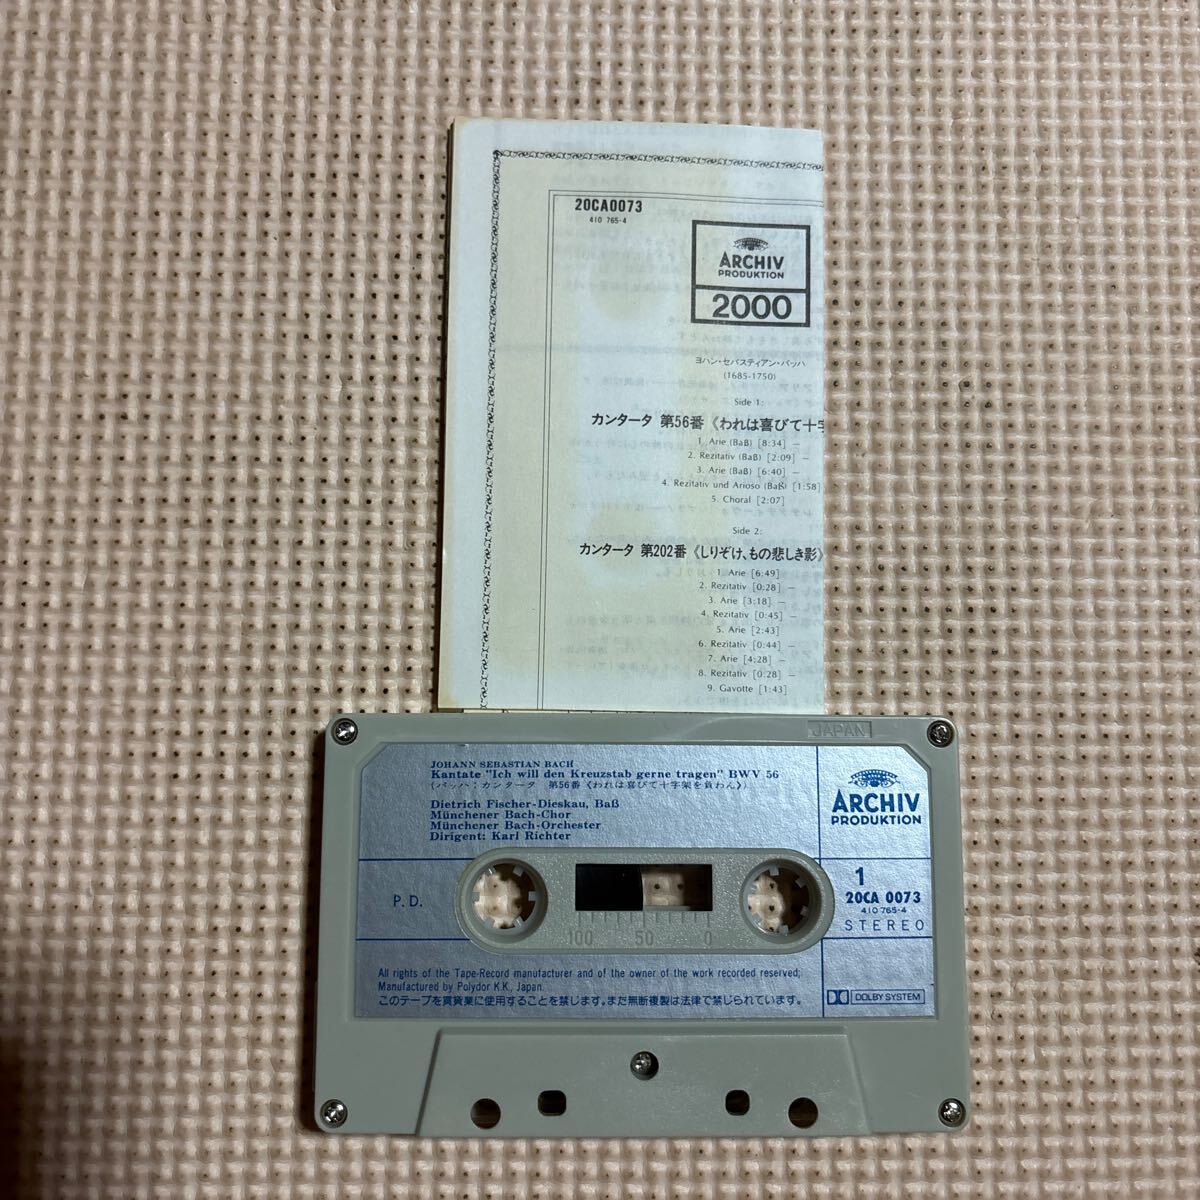 20CA0073
410 765-4
ARCHIV
PRODUKTION
2000
ヨハン・セバスティアン・バッハ
(1685-1750)
Side 1:
カンタータ 第56番《われは喜びて十字
1. Arie (Baß) [8:34] —
2. Rezitativ (Baß) [2:09] —
3. Arie (Baß) [6:40] —
4. Rezitativ und Arioso (Baß) [1:58]
5. Choral [2:07]
Side 2:
カンタータ 第202番《しりぞけ、もの悲しき影》
1. Arie [6:49]
2. Rezitativ [0:28] —
3. Arie [3:18] —
4. Rezitativ [0:45] —
5. Arie [2:43]
6. Rezitativ [0:44] —
7. Arie [4:28] —
8. Rezitativ [0:28] —
9. Gavotte [1:43]
JAPAN
JOHANN SEBASTIAN BACH
Kantate "Ich will den Kreuzstab gerne tragen" BWV 56
(バッハ:カンタータ 第56番《われは喜びて十字架を負わん》)
Dietrich Fischer-Dieskau, Baß
Münchener Bach-Chor
Münchener Bach-Orchester
Dirigent: Karl Richter
ARCHIV
PRODUKTION
P.D.
1
20CA 0073
410 765-4
STEREO
100 50 0
All rights of the Tape-Record manufacturer and of the owner of the work recorded reserved;
Manufactured by Polydor K.K., Japan.
このテープを賃貸業に使用することを禁じます。また無断複製は法律で禁じられています。
DOLBY SYSTEM